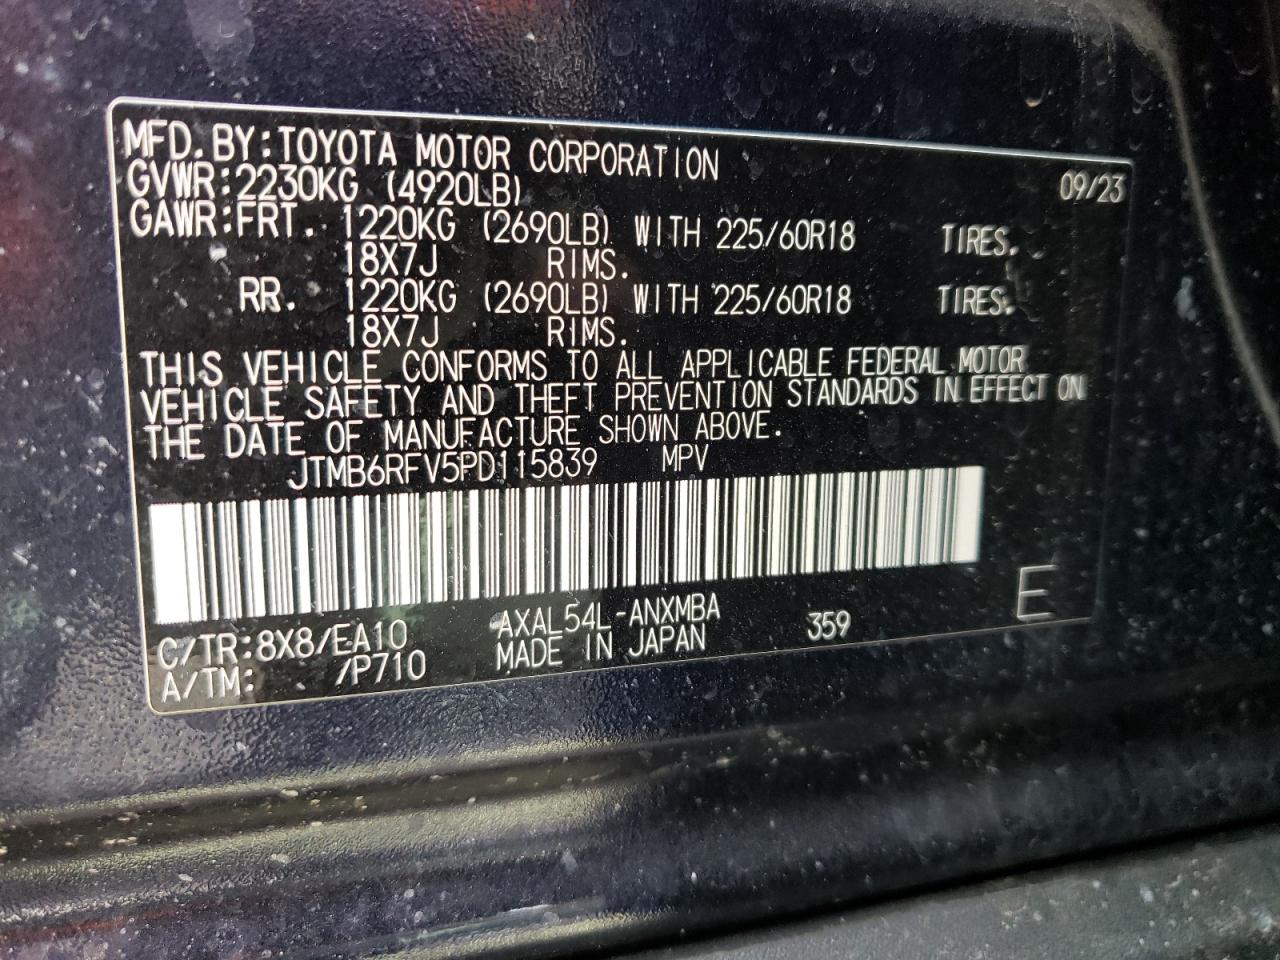 MFD.BY:TOYOTA MOTOR CORPORATION 09/23
GVWR:2230KG (4920LB)
GAWR:FRT. 1220KG (2690LB) WITH 225/60R18 TIRES.
18X7J RIMS.
RR. 1220KG (2690LB) WITH 225/60R18 TIRES.
18X7J RIMS.
THIS VEHICLE CONFORMS TO ALL APPLICABLE FEDERAL MOTOR
VEHICLE SAFETY AND THEFT PREVENTION STANDARDS IN EFFECT ON
THE DATE OF MANUFACTURE SHOWN ABOVE.
JTMB6RFV5PD115839 MPV
C/TR:8X8/EA10 AXAL54L-ANXMBA 359 E
A/TM: /P710 MADE IN JAPAN